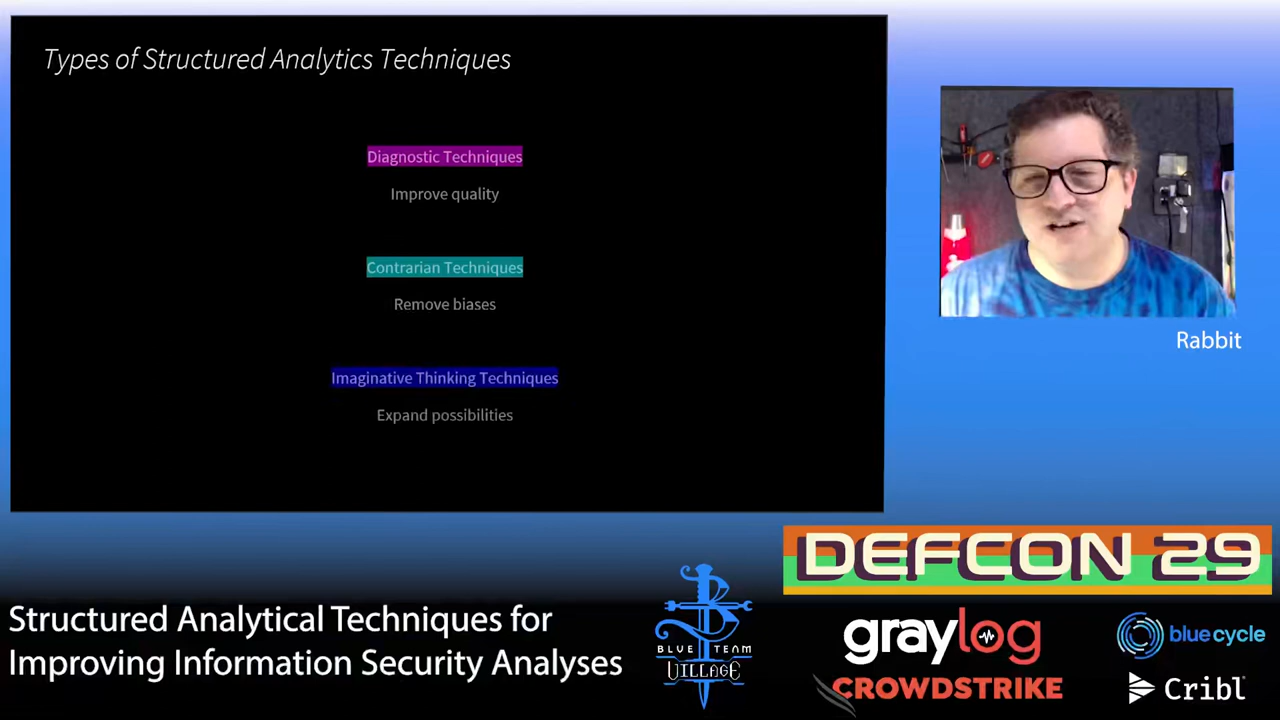 Types of Structured Analytics Techniques
Diagnostic Techniques
Improve quality
Contrarian Techniques
Remove biases
Imaginative Thinking Techniques
Expand possibilities
Rabbit
Structured Analytical Techniques for
Improving Information Security Analyses
BLUE TEAM
VILLAGE
DEFCON 29
graylog
bluecycle
CROWDSTRIKE
Cribl